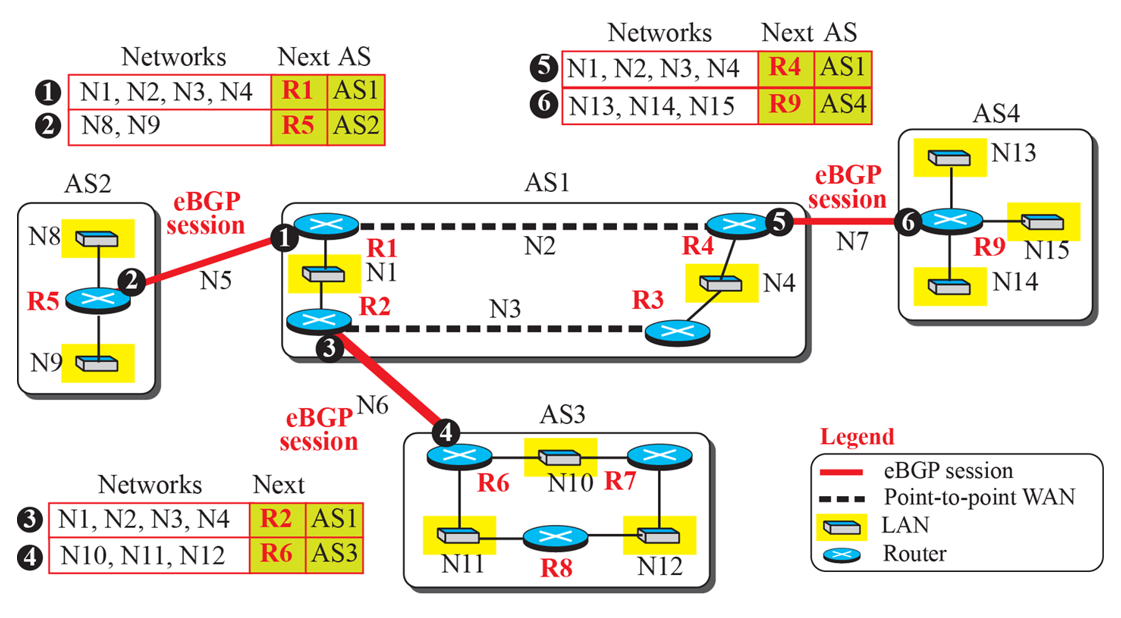 Networks Next AS
1 N1, N2, N3, N4 R1 AS1
2 N8, N9 R5 AS2
Networks Next AS
5 N1, N2, N3, N4 R4 AS1
6 N13, N14, N15 R9 AS4
AS2
N8
R5
2
N9
eBGP
session
N5
AS1
1
R1
N1
R2
3
N2
N3
R4
5
N4
R3
eBGP
session
N7
AS4
6
N13
R9
N15
N14
eBGP
session
N6
AS3
4
R6
N10
R7
N11
R8
N12
Networks Next
3 N1, N2, N3, N4 R2 AS1
4 N10, N11, N12 R6 AS3
Legend
eBGP session
Point-to-point WAN
LAN
Router